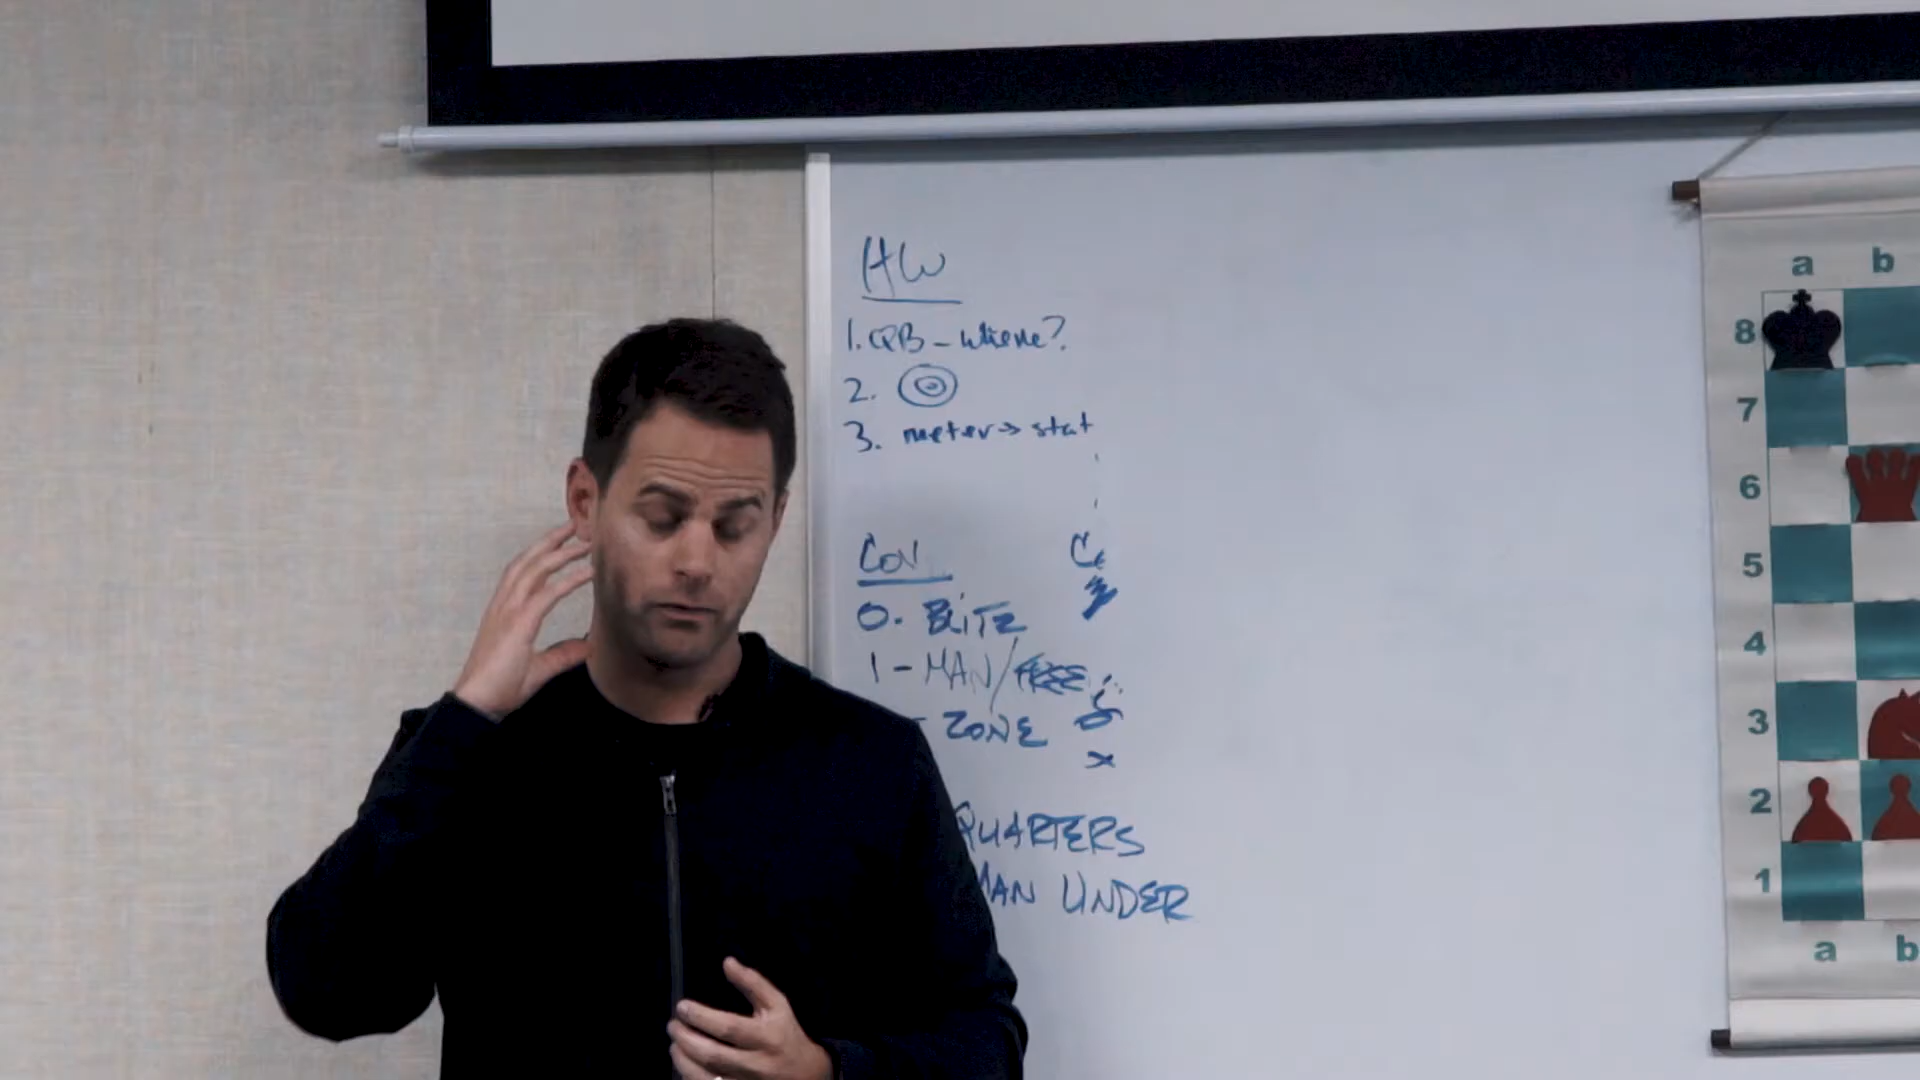 HW
1. QB - where?
2.
3. meter → stat
COV
0. BLITZ
1 - MAN/FREE
- ZONE
QUARTERS
MAN UNDER
a b
8
7
6
5
4
3
2
1
a b